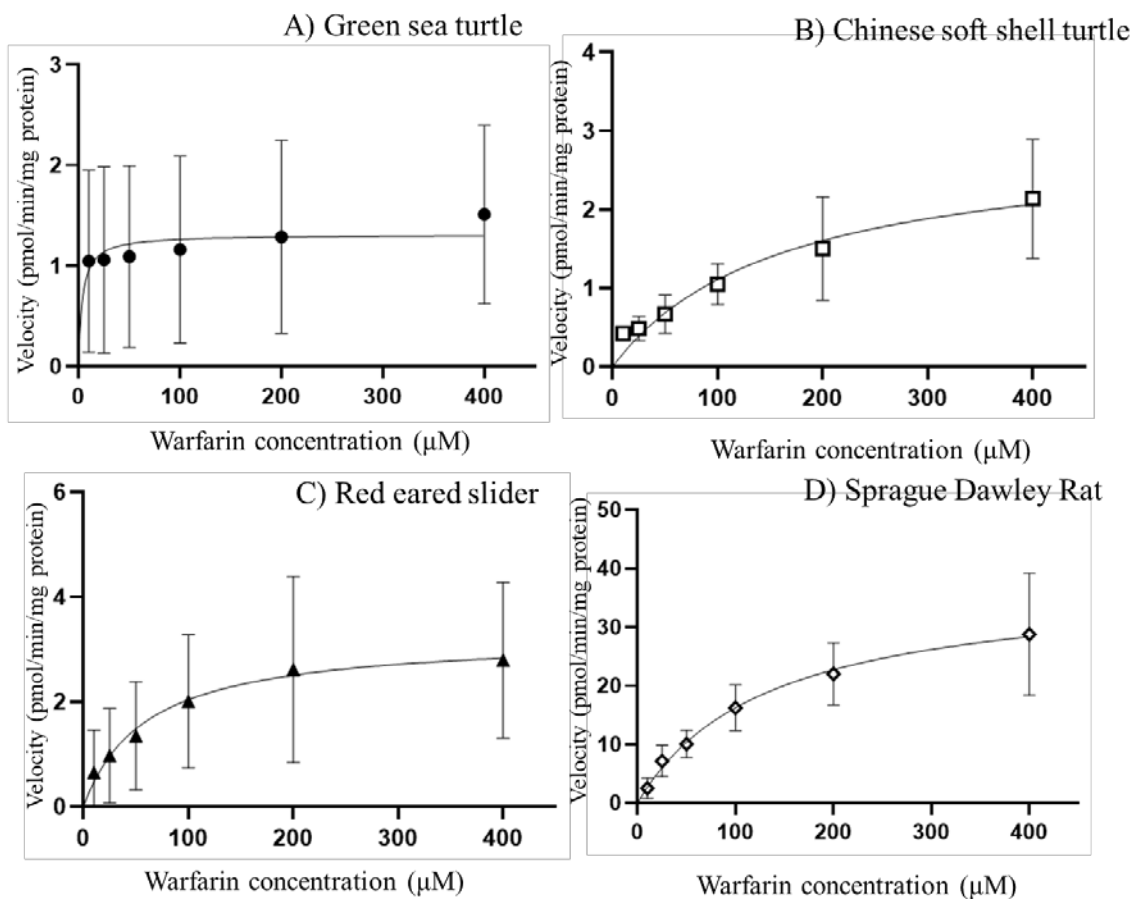 A) Green sea turtle
Velocity (pmol/min/mg protein)
3
2
1
0
0 100 200 300 400
Warfarin concentration (μM)
B) Chinese soft shell turtle
Velocity (pmol/min/mg protein)
4
3
2
1
0
0 100 200 300 400
Warfarin concentration (μM)
C) Red eared slider
Velocity (pmol/min/mg protein)
6
4
2
0
0 100 200 300 400
Warfarin concentration (μM)
D) Sprague Dawley Rat
Velocity (pmol/min/mg protein)
50
40
30
20
10
0
0 100 200 300 400
Warfarin concentration (μM)